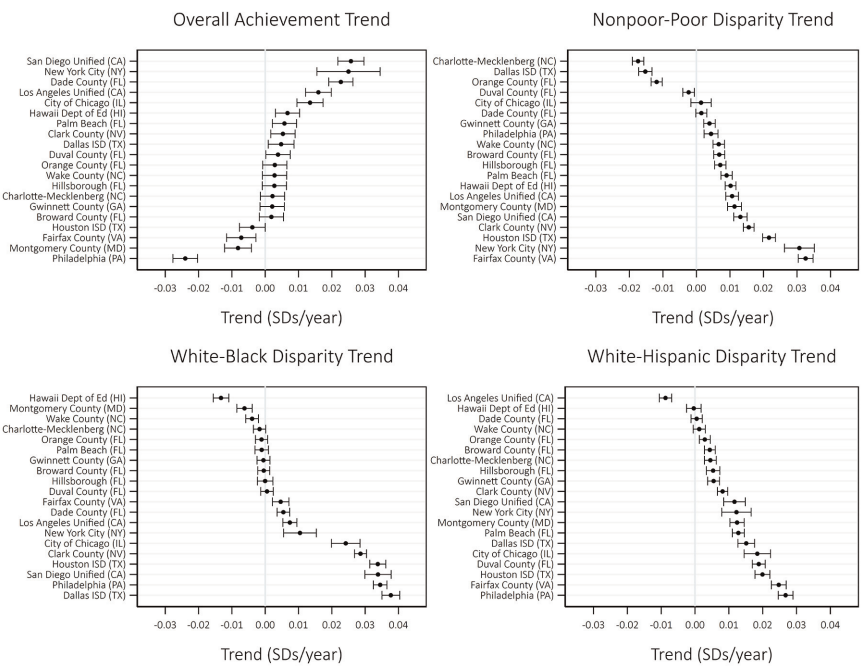 Overall Achievement Trend
San Diego Unified (CA)
New York City (NY)
Dade County (FL)
Los Angeles Unified (CA)
City of Chicago (IL)
Hawaii Dept of Ed (HI)
Palm Beach (FL)
Clark County (NV)
Dallas ISD (TX)
Duval County (FL)
Orange County (FL)
Wake County (NC)
Hillsborough (FL)
Charlotte-Mecklenberg (NC)
Gwinnett County (GA)
Broward County (FL)
Houston ISD (TX)
Fairfax County (VA)
Montgomery County (MD)
Philadelphia (PA)
-0.03 -0.02 -0.01 0.00 0.01 0.02 0.03 0.04
Trend (SDs/year)
Nonpoor-Poor Disparity Trend
Charlotte-Mecklenberg (NC)
Dallas ISD (TX)
Orange County (FL)
Duval County (FL)
City of Chicago (IL)
Dade County (FL)
Gwinnett County (GA)
Philadelphia (PA)
Wake County (NC)
Broward County (FL)
Hillsborough (FL)
Palm Beach (FL)
Hawaii Dept of Ed (HI)
Los Angeles Unified (CA)
Montgomery County (MD)
San Diego Unified (CA)
Clark County (NV)
Houston ISD (TX)
New York City (NY)
Fairfax County (VA)
-0.03 -0.02 -0.01 0.00 0.01 0.02 0.03 0.04
Trend (SDs/year)
White-Black Disparity Trend
Hawaii Dept of Ed (HI)
Montgomery County (MD)
Wake County (NC)
Charlotte-Mecklenberg (NC)
Orange County (FL)
Palm Beach (FL)
Gwinnett County (GA)
Broward County (FL)
Hillsborough (FL)
Duval County (FL)
Fairfax County (VA)
Dade County (FL)
Los Angeles Unified (CA)
New York City (NY)
City of Chicago (IL)
Clark County (NV)
Houston ISD (TX)
San Diego Unified (CA)
Philadelphia (PA)
Dallas ISD (TX)
-0.03 -0.02 -0.01 0.00 0.01 0.02 0.03 0.04
Trend (SDs/year)
White-Hispanic Disparity Trend
Los Angeles Unified (CA)
Hawaii Dept of Ed (HI)
Dade County (FL)
Wake County (NC)
Orange County (FL)
Broward County (FL)
Charlotte-Mecklenberg (NC)
Hillsborough (FL)
Gwinnett County (GA)
Clark County (NV)
San Diego Unified (CA)
New York City (NY)
Montgomery County (MD)
Palm Beach (FL)
Dallas ISD (TX)
City of Chicago (IL)
Duval County (FL)
Houston ISD (TX)
Fairfax County (VA)
Philadelphia (PA)
-0.03 -0.02 -0.01 0.00 0.01 0.02 0.03 0.04
Trend (SDs/year)